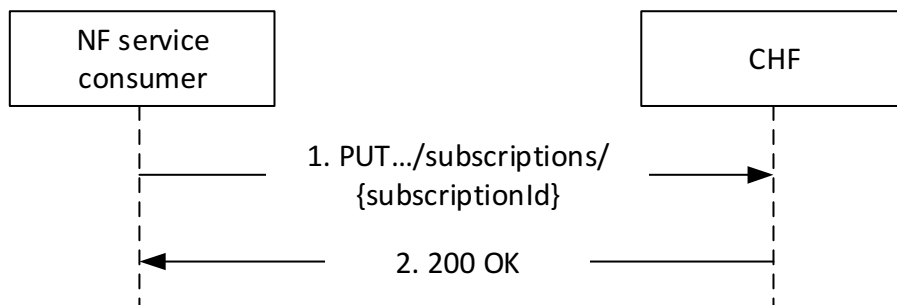 NF service
consumer
CHF
1. PUT.../subscriptions/
{subscriptionId}
2. 200 OK